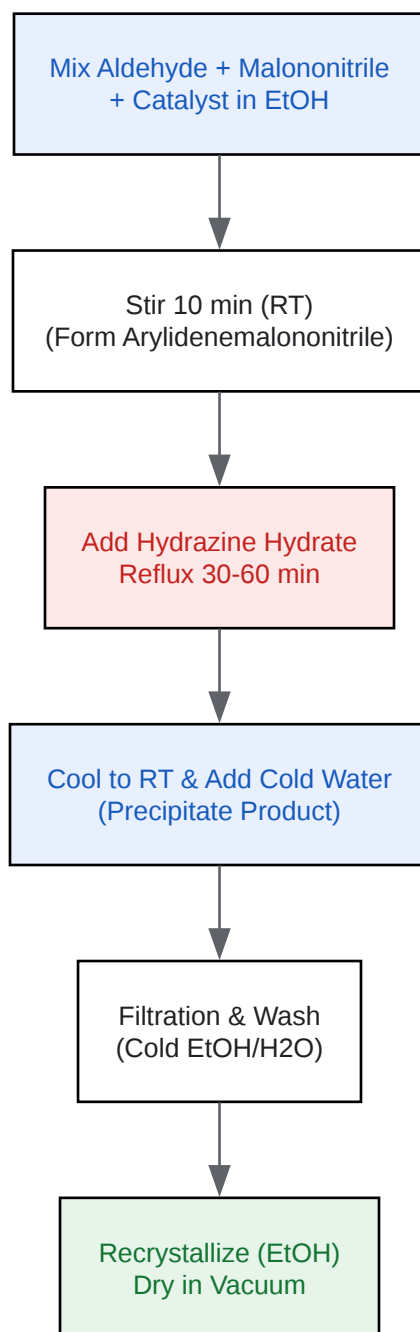 Mix Aldehyde + Malononitrile
+ Catalyst in EtOH
Stir 10 min (RT)
(Form Arylidenemalononitrile)
Add Hydrazine Hydrate
Reflux 30-60 min
Cool to RT & Add Cold Water
(Precipitate Product)
Filtration & Wash
(Cold EtOH/H2O)
Recrystallize (EtOH)
Dry in Vacuum